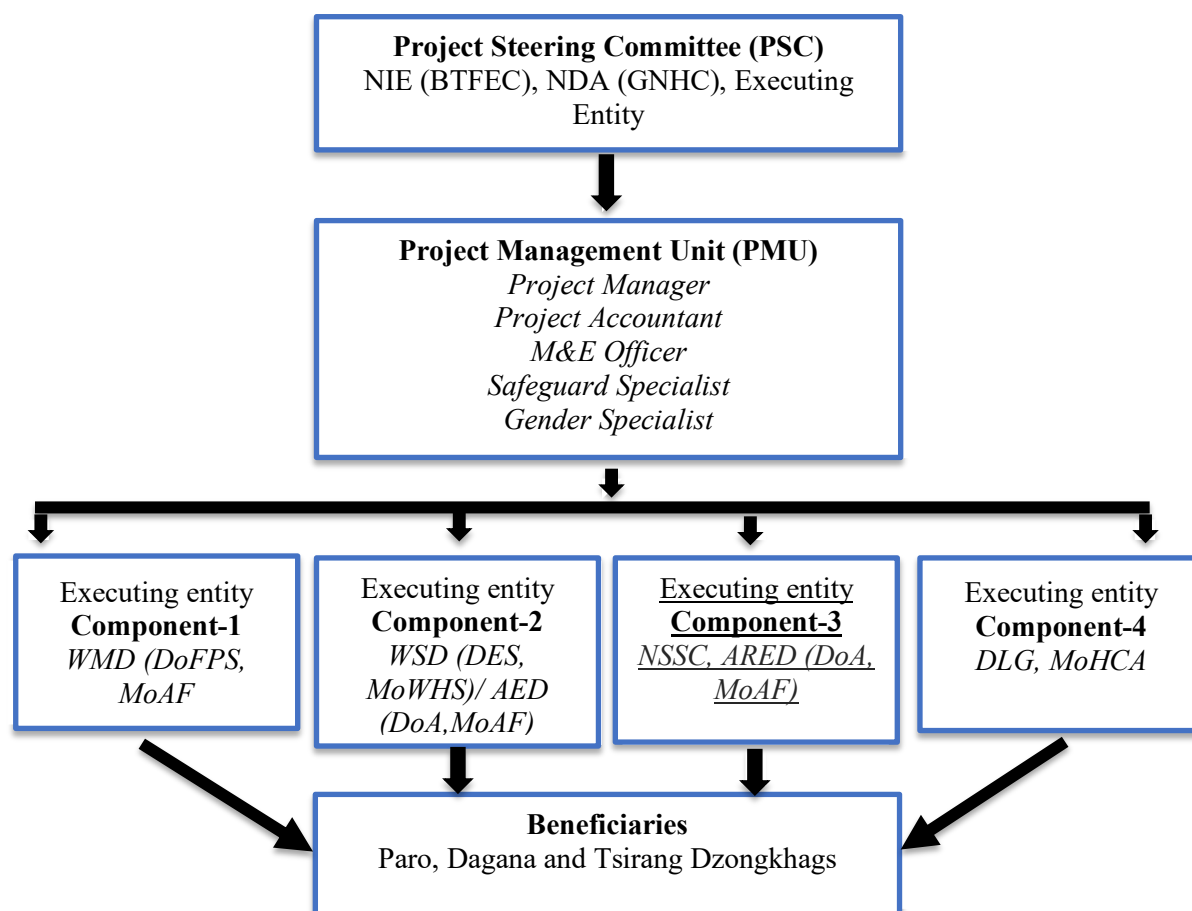 Project Steering Committee (PSC)
NIE (BTFEC), NDA (GNHC), Executing
Entity
Project Management Unit (PMU)
Project Manager
Project Accountant
M&E Officer
Safeguard Specialist
Gender Specialist
Executing entity
Component-1
WMD (DoFPS,
MoAF
Executing entity
Component-2
WSD (DES,
MoWHS)/ AED
(DoA,MoAF)
Executing entity
Component-3
NSSC, ARED (DoA,
MoAF)
Executing entity
Component-4
DLG, MoHCA
Beneficiaries
Paro, Dagana and Tsirang Dzongkhags